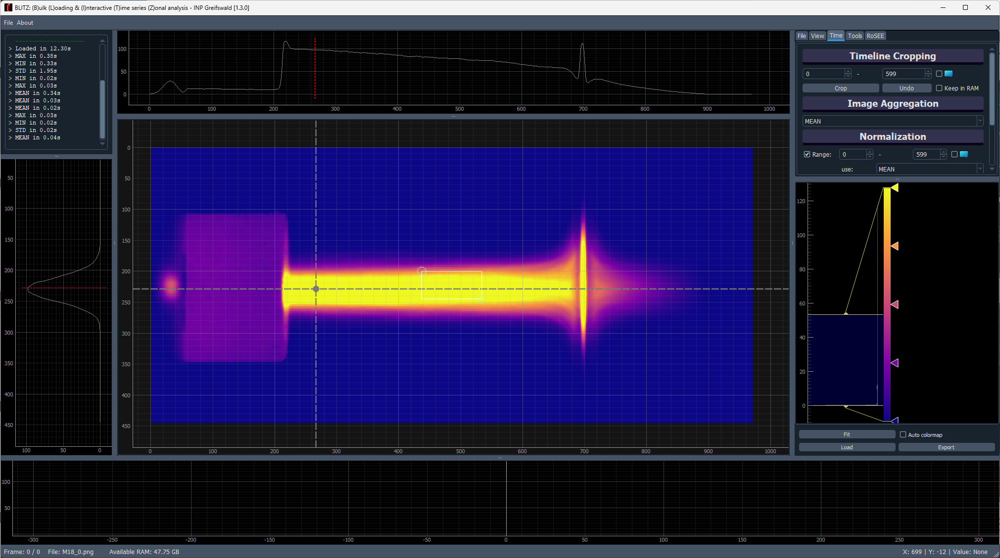 BLITZ: (B)ulk (L)oading & (I)nteractive (T)ime series (Z)onal analysis - INP Greifswald [1.3.0]
File About
> Loaded in 12.30s
> MAX in 0.38s
> MIN in 0.33s
> STD in 1.95s
> MIN in 0.02s
> MAX in 0.03s
> MEAN in 0.34s
> MEAN in 0.03s
> MEAN in 0.02s
> MAX in 0.03s
> MIN in 0.02s
> STD in 0.02s
> MEAN in 0.04s
100
50
0
0 100 200 300 400 500 600 700 800 900 1000
50
100
150
200
250
300
350
400
450
100 50 0
0
50
100
150
200
250
300
350
400
450
0 100 200 300 400 500 600 700 800 900 1000
File View Time Tools RoSEE
Timeline Cropping
0 - 599
Crop Undo Keep in RAM
Image Aggregation
MEAN
Normalization
Range: 0 - 599
use: MEAN
120
100
80
60
40
20
0
Fit Auto colormap
Load Export
100
50
-300 -250 -200 -150 -100 -50 0 50 100 150 200 250 300
Frame: 0 / 0 File: M18_0.png Available RAM: 47.75 GB X: 699 | Y: -12 | Value: None